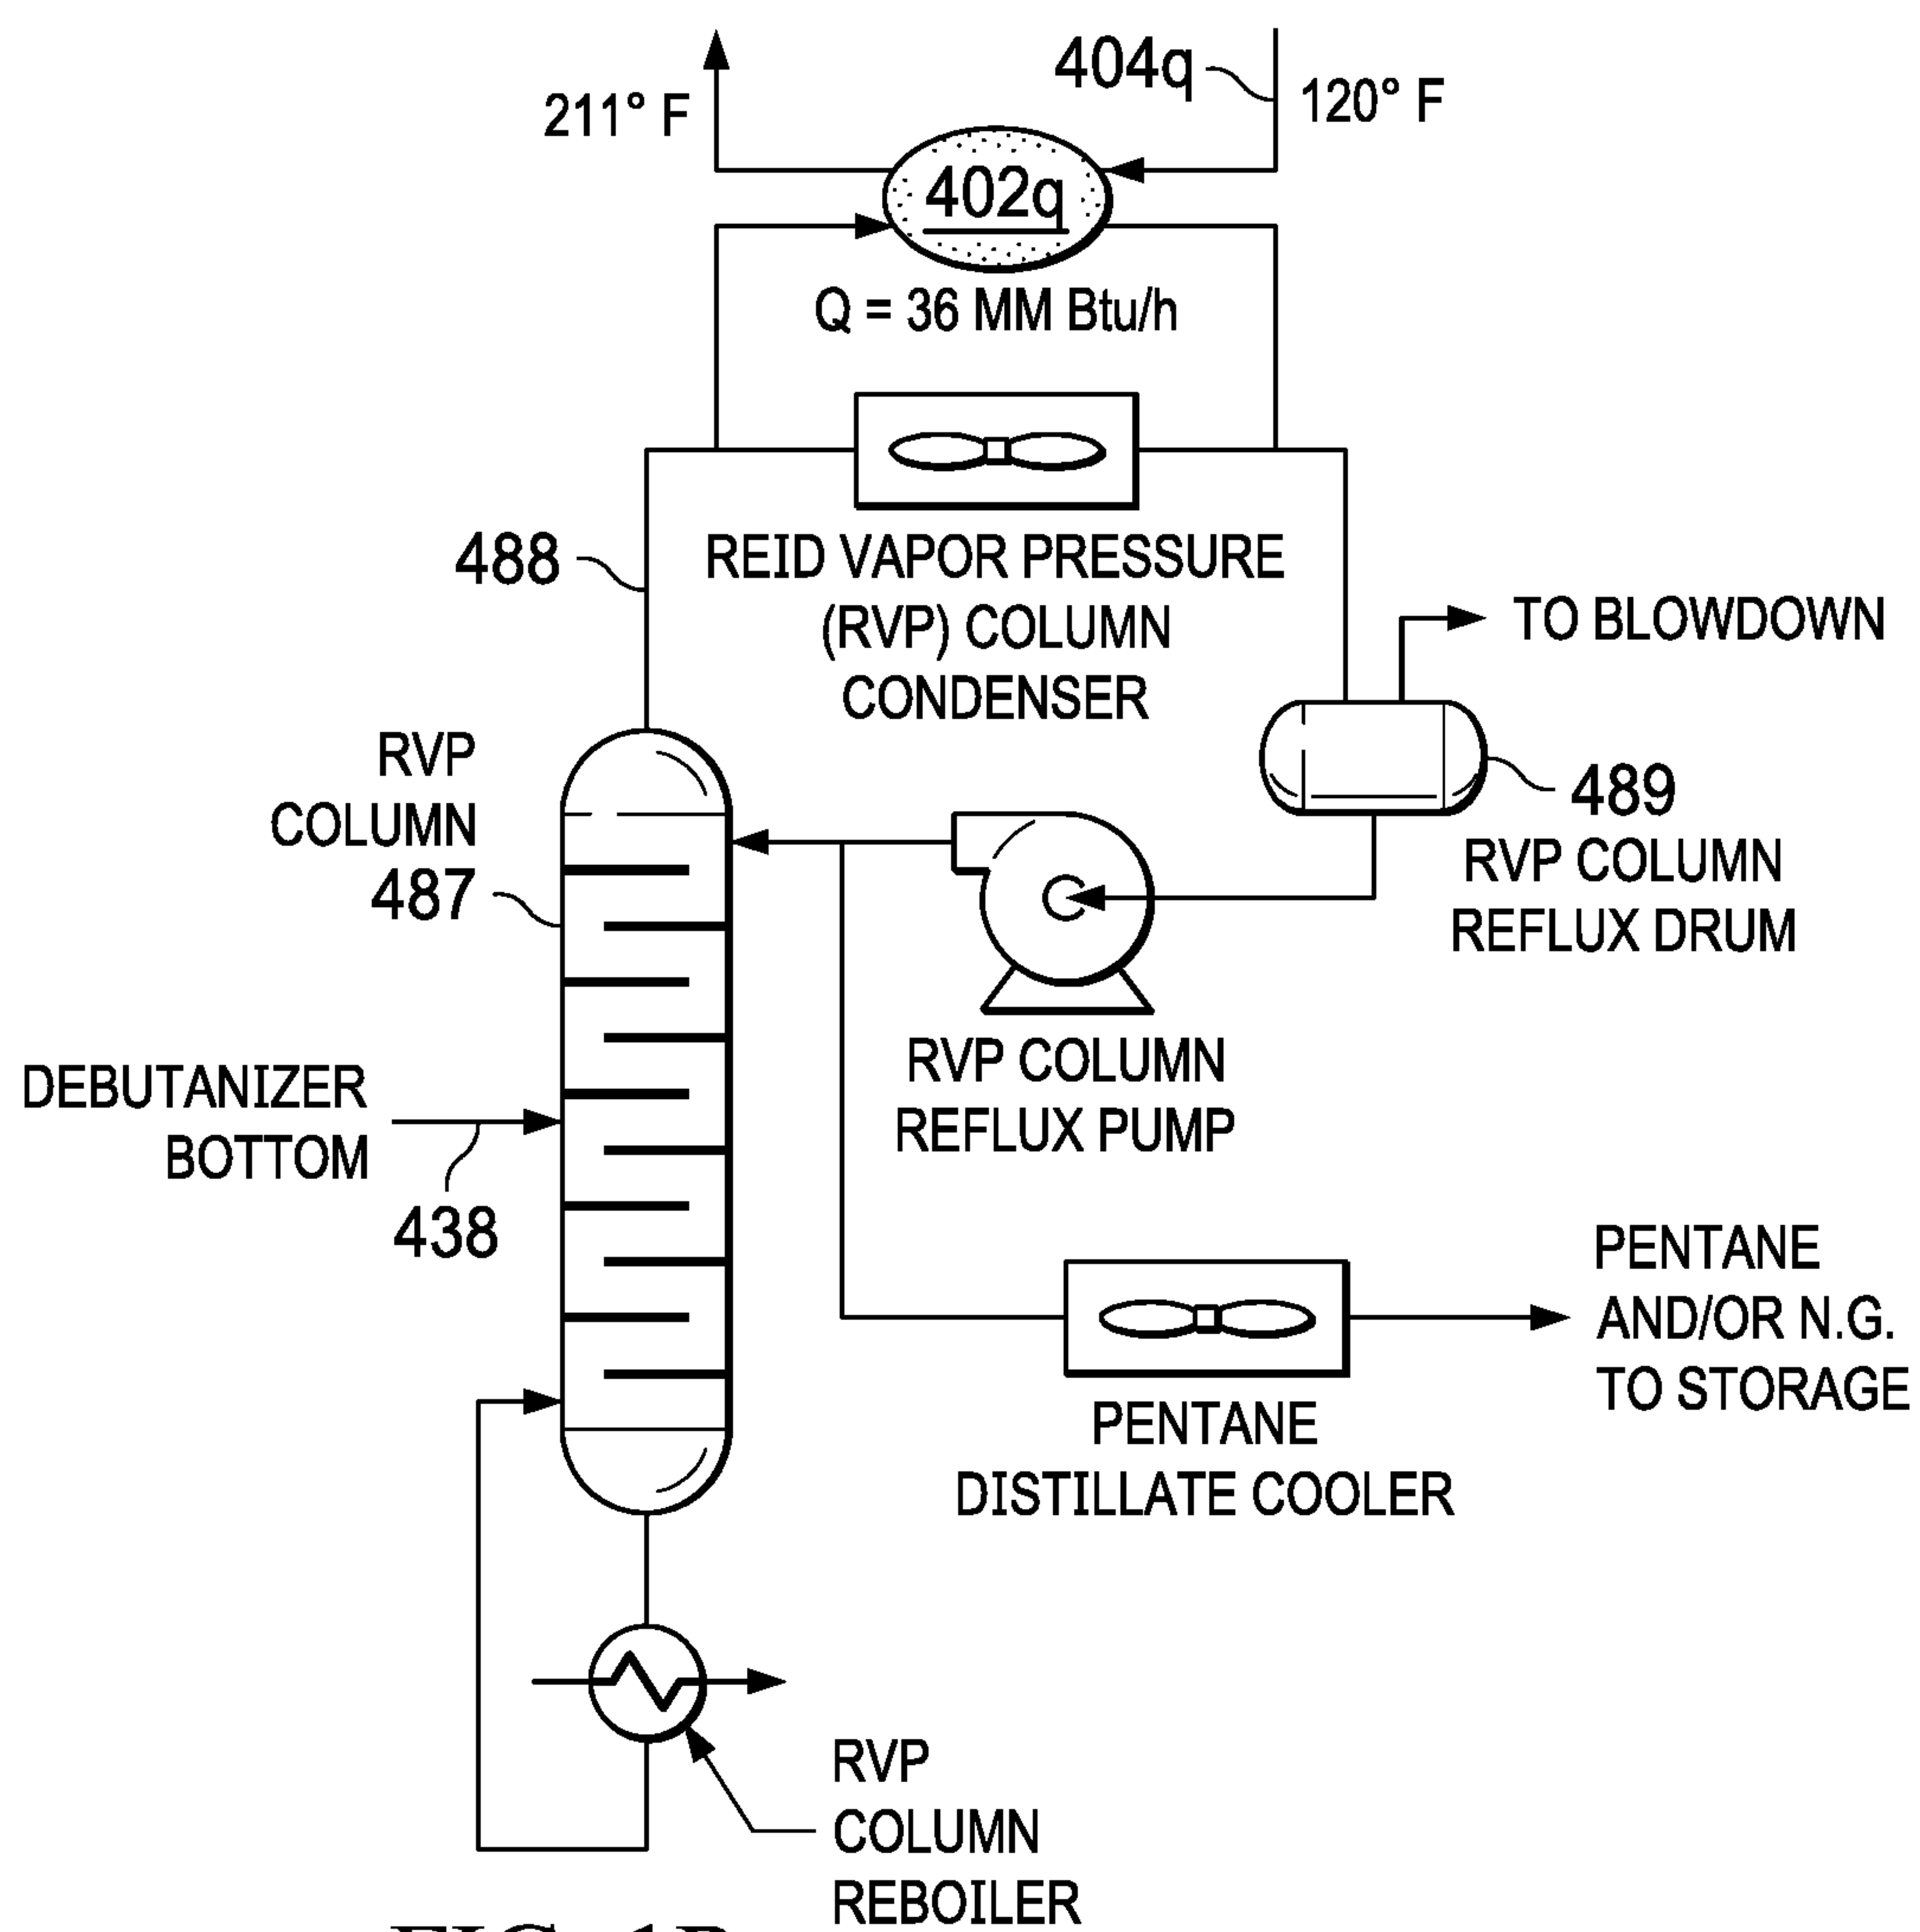 404q
211° F
120° F
402q
Q = 36 MM Btu/h
488
REID VAPOR PRESSURE
(RVP) COLUMN
CONDENSER
TO BLOWDOWN
RVP
COLUMN
487
489
RVP COLUMN
REFLUX DRUM
RVP COLUMN
REFLUX PUMP
DEBUTANIZER
BOTTOM
438
PENTANE
AND/OR N.G.
TO STORAGE
PENTANE
DISTILLATE COOLER
RVP
COLUMN
REBOILER